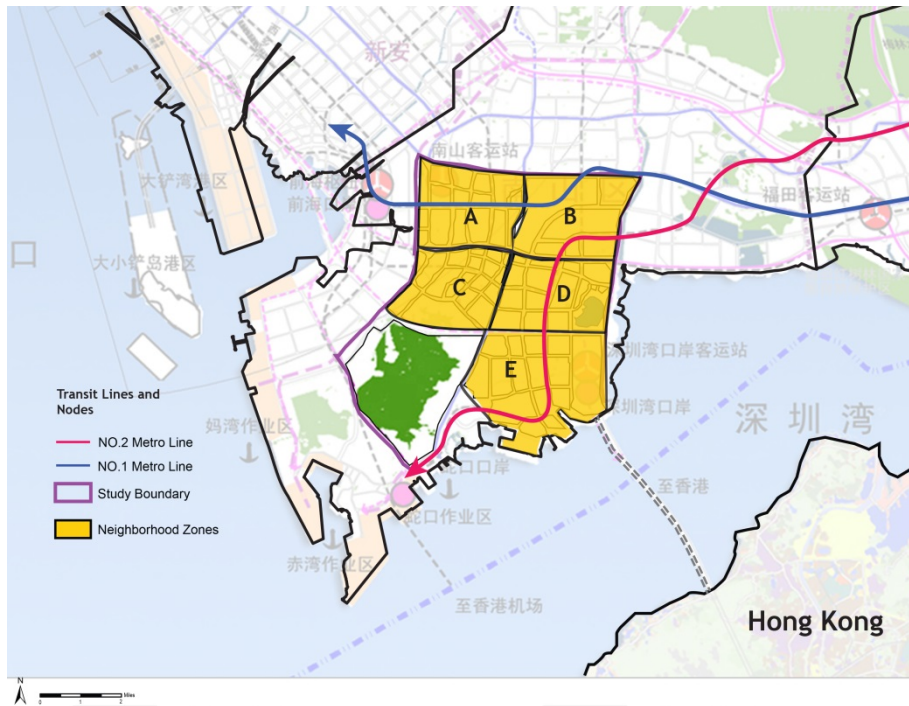 新安
南山客运站
大铲湾港区
前海
福田客运站
A
B
口
大小铲岛港区
C
D
E
深圳湾口岸客运站
深圳湾口岸
深圳湾
Transit Lines and
Nodes
NO.2 Metro Line
NO.1 Metro Line
Study Boundary
Neighborhood Zones
妈湾作业区
蛇口口岸
至香港
蛇口作业区
赤湾作业区
至香港机场
Hong Kong
N
0 1 2 Miles